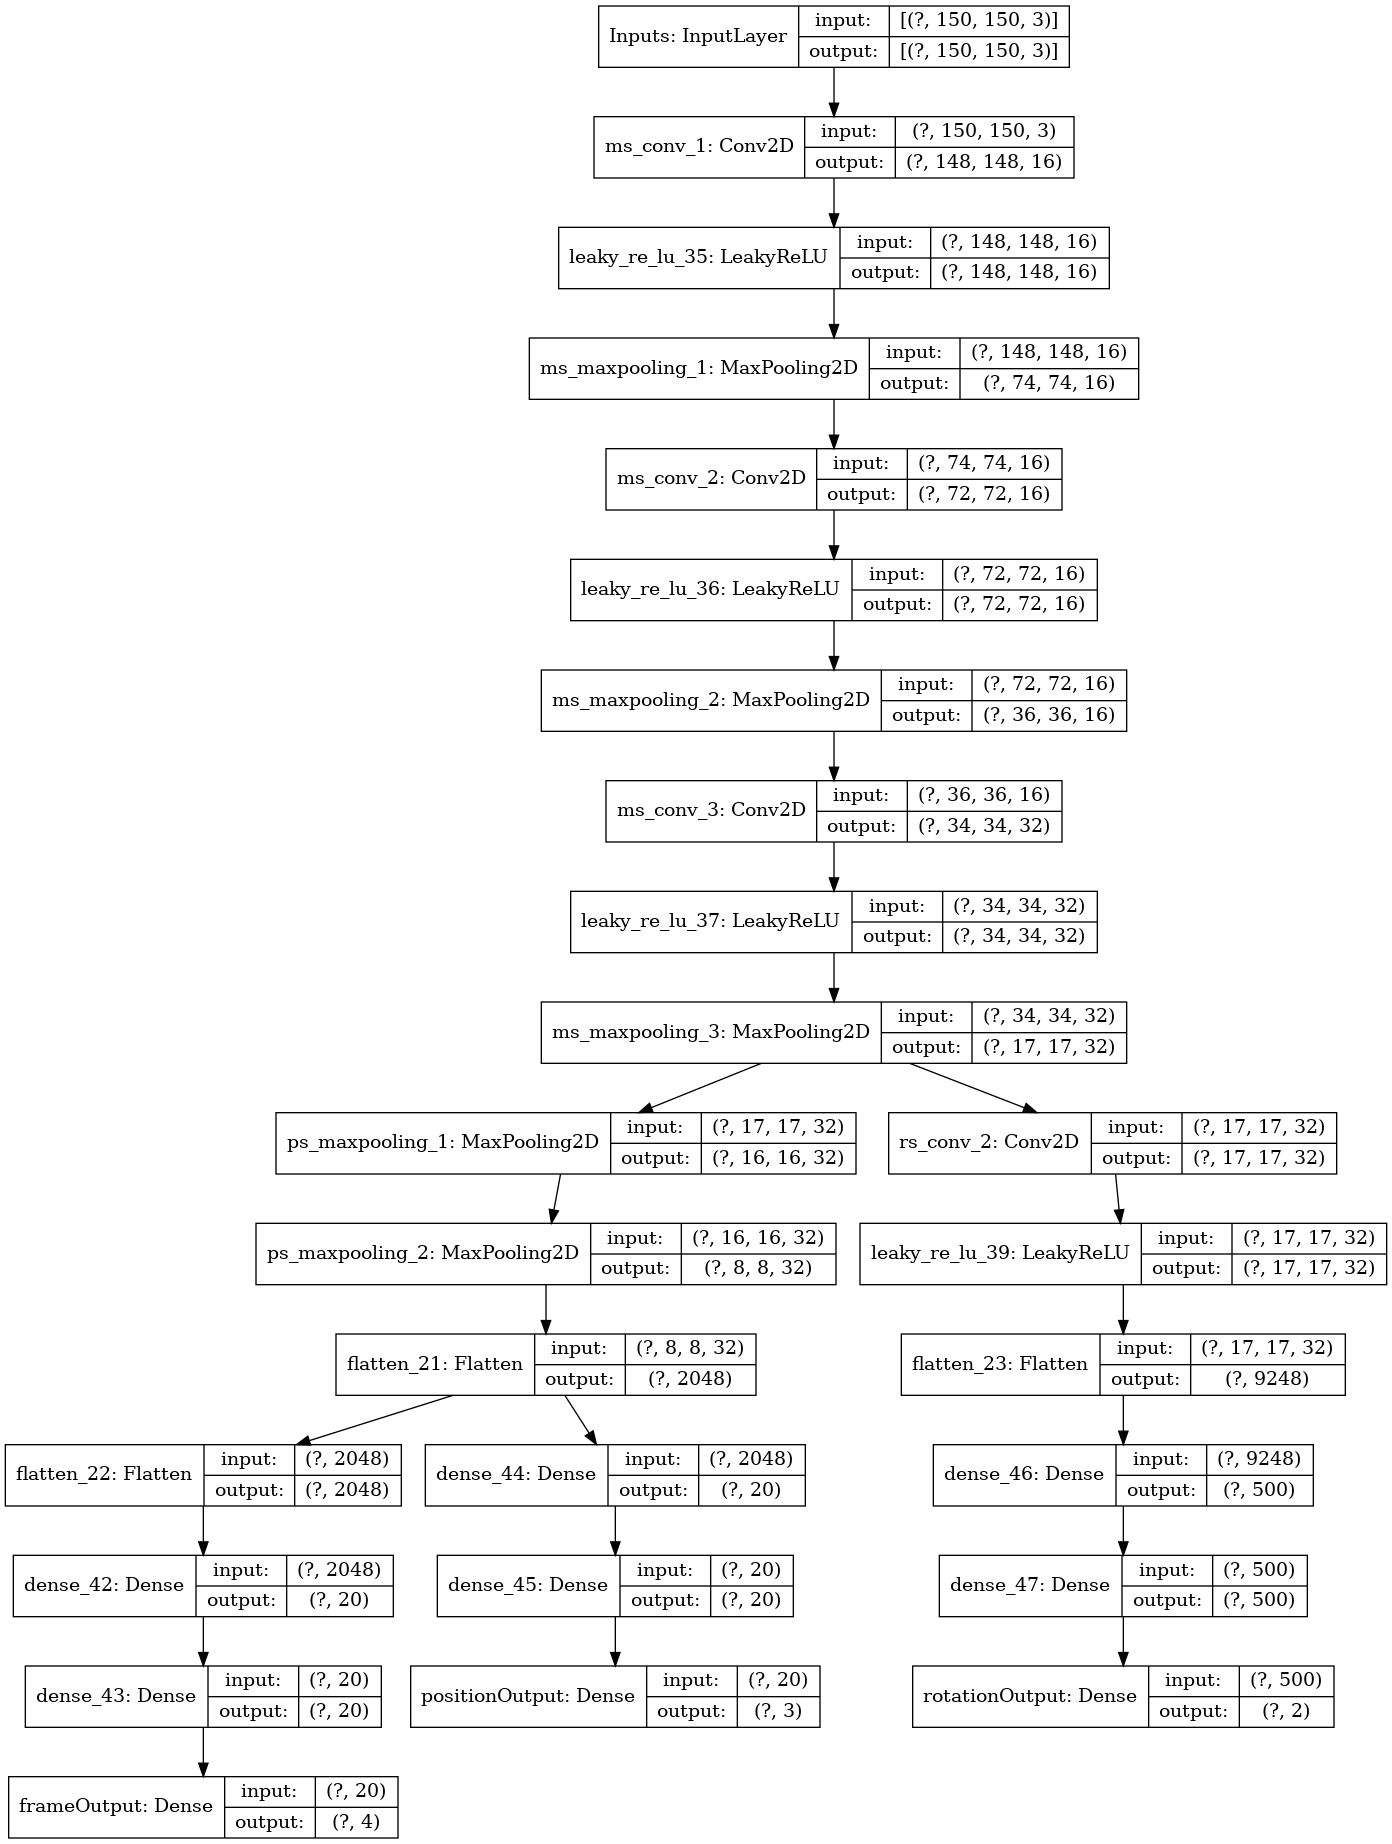 Inputs: InputLayer
input: [(?, 150, 150, 3)]
output: [(?, 150, 150, 3)]
ms_conv_1: Conv2D
input: (?, 150, 150, 3)
output: (?, 148, 148, 16)
leaky_re_lu_35: LeakyReLU
input: (?, 148, 148, 16)
output: (?, 148, 148, 16)
ms_maxpooling_1: MaxPooling2D
input: (?, 148, 148, 16)
output: (?, 74, 74, 16)
ms_conv_2: Conv2D
input: (?, 74, 74, 16)
output: (?, 72, 72, 16)
leaky_re_lu_36: LeakyReLU
input: (?, 72, 72, 16)
output: (?, 72, 72, 16)
ms_maxpooling_2: MaxPooling2D
input: (?, 72, 72, 16)
output: (?, 36, 36, 16)
ms_conv_3: Conv2D
input: (?, 36, 36, 16)
output: (?, 34, 34, 32)
leaky_re_lu_37: LeakyReLU
input: (?, 34, 34, 32)
output: (?, 34, 34, 32)
ms_maxpooling_3: MaxPooling2D
input: (?, 34, 34, 32)
output: (?, 17, 17, 32)
ps_maxpooling_1: MaxPooling2D
input: (?, 17, 17, 32)
output: (?, 16, 16, 32)
rs_conv_2: Conv2D
input: (?, 17, 17, 32)
output: (?, 17, 17, 32)
ps_maxpooling_2: MaxPooling2D
input: (?, 16, 16, 32)
output: (?, 8, 8, 32)
leaky_re_lu_39: LeakyReLU
input: (?, 17, 17, 32)
output: (?, 17, 17, 32)
flatten_21: Flatten
input: (?, 8, 8, 32)
output: (?, 2048)
flatten_23: Flatten
input: (?, 17, 17, 32)
output: (?, 9248)
flatten_22: Flatten
input: (?, 2048)
output: (?, 2048)
dense_44: Dense
input: (?, 2048)
output: (?, 20)
dense_46: Dense
input: (?, 9248)
output: (?, 500)
dense_42: Dense
input: (?, 2048)
output: (?, 20)
dense_45: Dense
input: (?, 20)
output: (?, 20)
dense_47: Dense
input: (?, 500)
output: (?, 500)
dense_43: Dense
input: (?, 20)
output: (?, 20)
positionOutput: Dense
input: (?, 20)
output: (?, 3)
rotationOutput: Dense
input: (?, 500)
output: (?, 2)
frameOutput: Dense
input: (?, 20)
output: (?, 4)